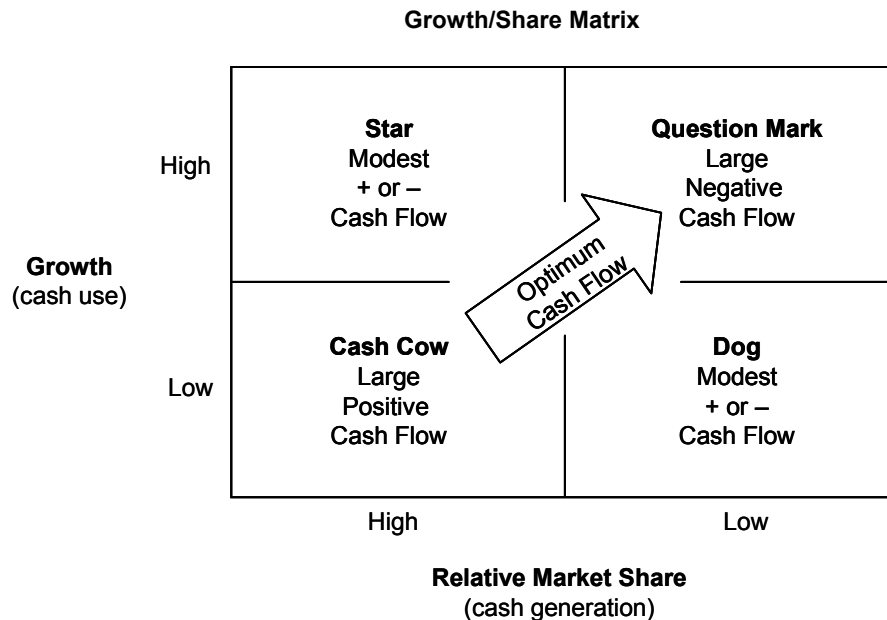 Growth/Share Matrix
Star
Modest
+ or –
Cash Flow
Question Mark
Large
Negative
Cash Flow
High
Growth
(cash use)
Optimum
Cash Flow
Cash Cow
Large
Positive
Cash Flow
Dog
Modest
+ or –
Cash Flow
Low
High
Low
Relative Market Share
(cash generation)